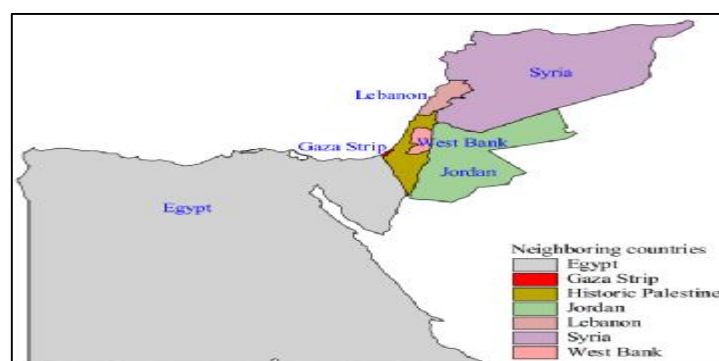 Syria
Lebanon
Gaza Strip
West Bank
Jordan
Egypt
Neighboring countries
Egypt
Gaza Strip
Historic Palestine
Jordan
Lebanon
Syria
West Bank